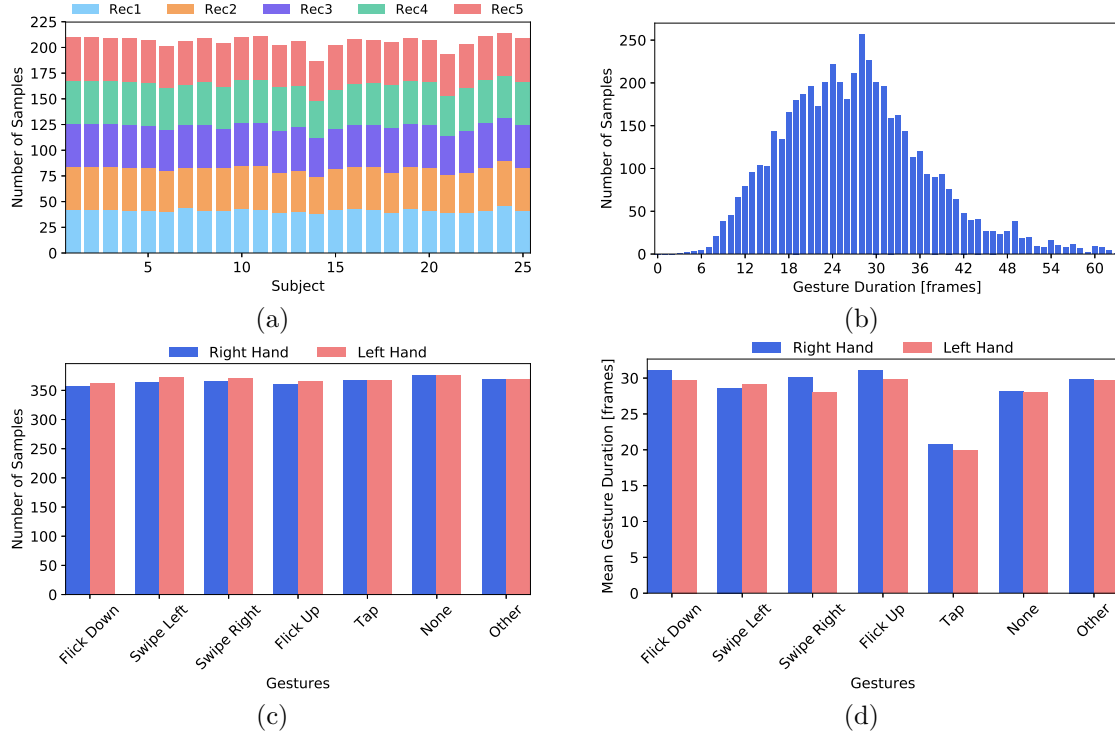 Rec1 Rec2 Rec3 Rec4 Rec5
225
200
175
150
125
100
75
50
25
0
Number of Samples
5 10 15 20 25
Subject
(a)
250
200
150
100
50
0
Number of Samples
0 6 12 18 24 30 36 42 48 54 60
Gesture Duration [frames]
(b)
Right Hand Left Hand
350
300
250
200
150
100
50
0
Number of Samples
Flick Down Swipe Left Swipe Right Flick Up Tap None Other
Gestures
(c)
Right Hand Left Hand
30
25
20
15
10
5
0
Mean Gesture Duration [frames]
Flick Down Swipe Left Swipe Right Flick Up Tap None Other
Gestures
(d)